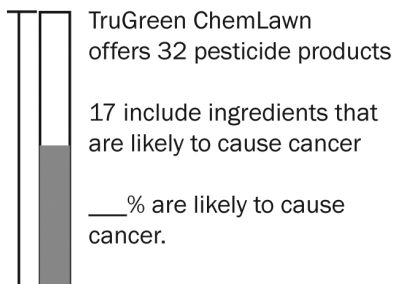 TruGreen ChemLawn
offers 32 pesticide products
17 include ingredients that
are likely to cause cancer
___% are likely to cause
cancer.